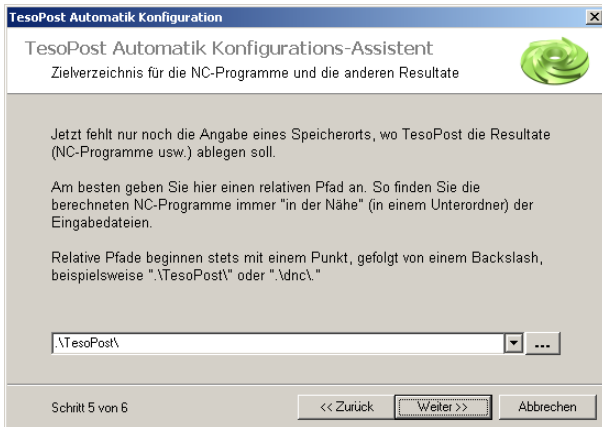 TesoPost Automatik Konfiguration
TesoPost Automatik Konfigurations-Assistent
Zielverzeichnis für die NC-Programme und die anderen Resultate
Jetzt fehlt nur noch die Angabe eines Speicherorts, wo TesoPost die Resultate
(NC-Programme usw.) ablegen soll.
Am besten geben Sie hier einen relativen Pfad an. So finden Sie die
berechneten NC-Programme immer "in der Nähe" (in einem Unterordner) der
Eingabedateien.
Relative Pfade beginnen stets mit einem Punkt, gefolgt von einem Backslash,
beispielsweise ".\TesoPost\" oder ".\dnc\."
.\TesoPost\
...
Schritt 5 von 6
<< Zurück
Weiter >>
Abbrechen